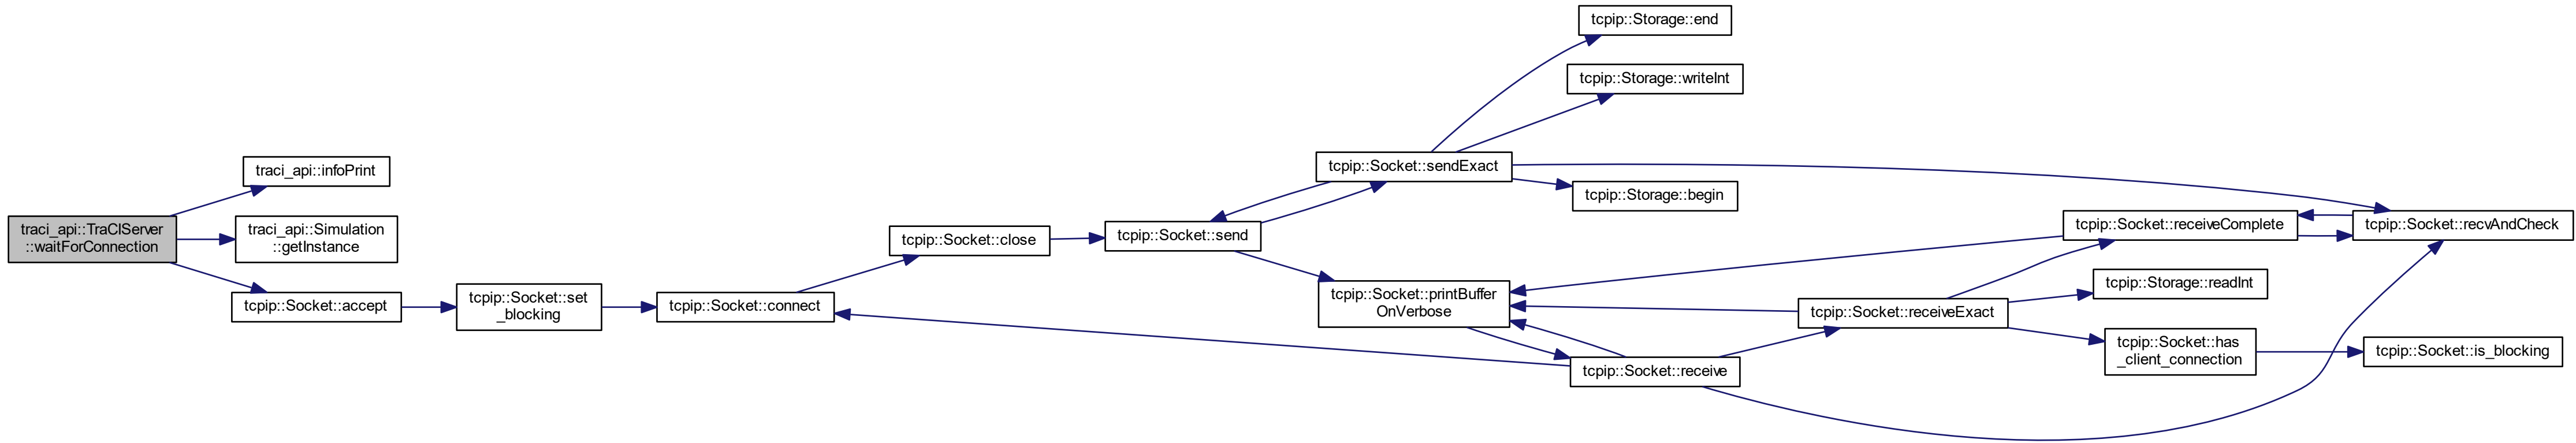 traci_api::TraCIServer
::waitForConnection
traci_api::infoPrint
traci_api::Simulation
::getInstance
tcpip::Socket::accept
tcpip::Socket::set
_blocking
tcpip::Socket::connect
tcpip::Socket::close
tcpip::Socket::send
tcpip::Socket::sendExact
tcpip::Socket::printBuffer
OnVerbose
tcpip::Storage::end
tcpip::Storage::writeInt
tcpip::Storage::begin
tcpip::Socket::receive
tcpip::Socket::receiveExact
tcpip::Socket::receiveComplete
tcpip::Storage::readInt
tcpip::Socket::has
_client_connection
tcpip::Socket::recvAndCheck
tcpip::Socket::is_blocking